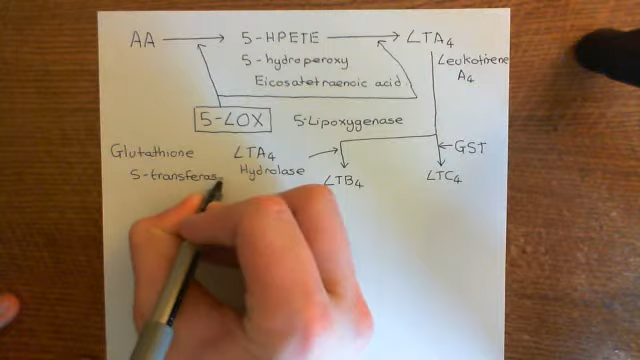 AA 5-HPETE LTA4
5-hydroperoxy Leukotriene
Eicosatetraenoic acid A4
5-LOX 5-Lipoxygenase
Glutathione LTA4 GST
S-transferas Hydrolase
LTB4 LTC4